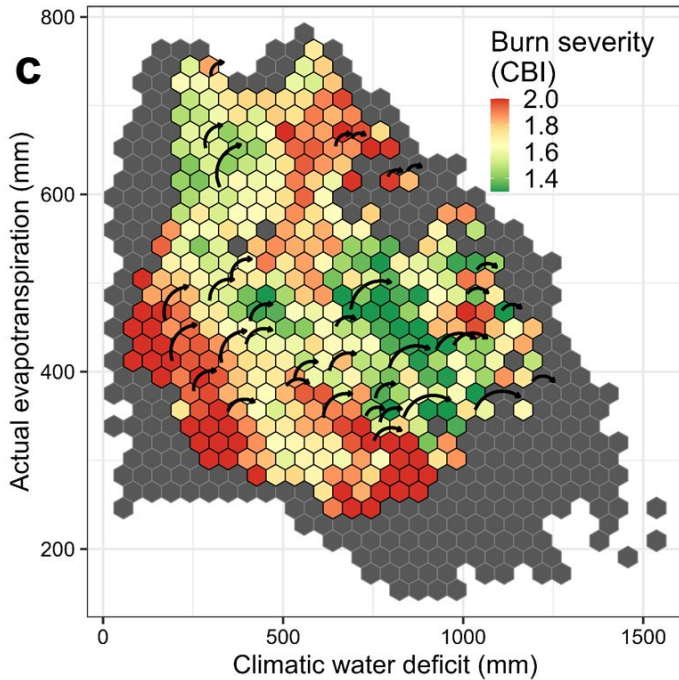 c
Burn severity
(CBI)
2.0
1.8
1.6
1.4
800
600
400
200
Actual evapotranspiration (mm)
0
500
1000
1500
Climatic water deficit (mm)